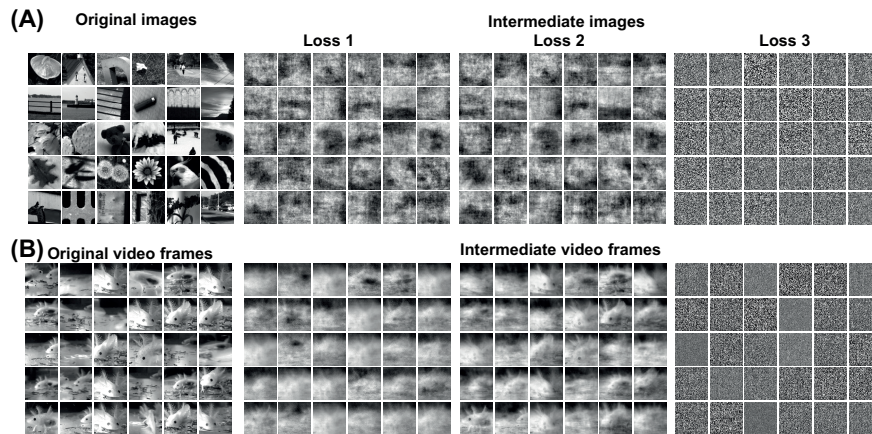 (A)
Original images
Intermediate images
Loss 1
Loss 2
Loss 3
(B)
Original video frames
Intermediate video frames